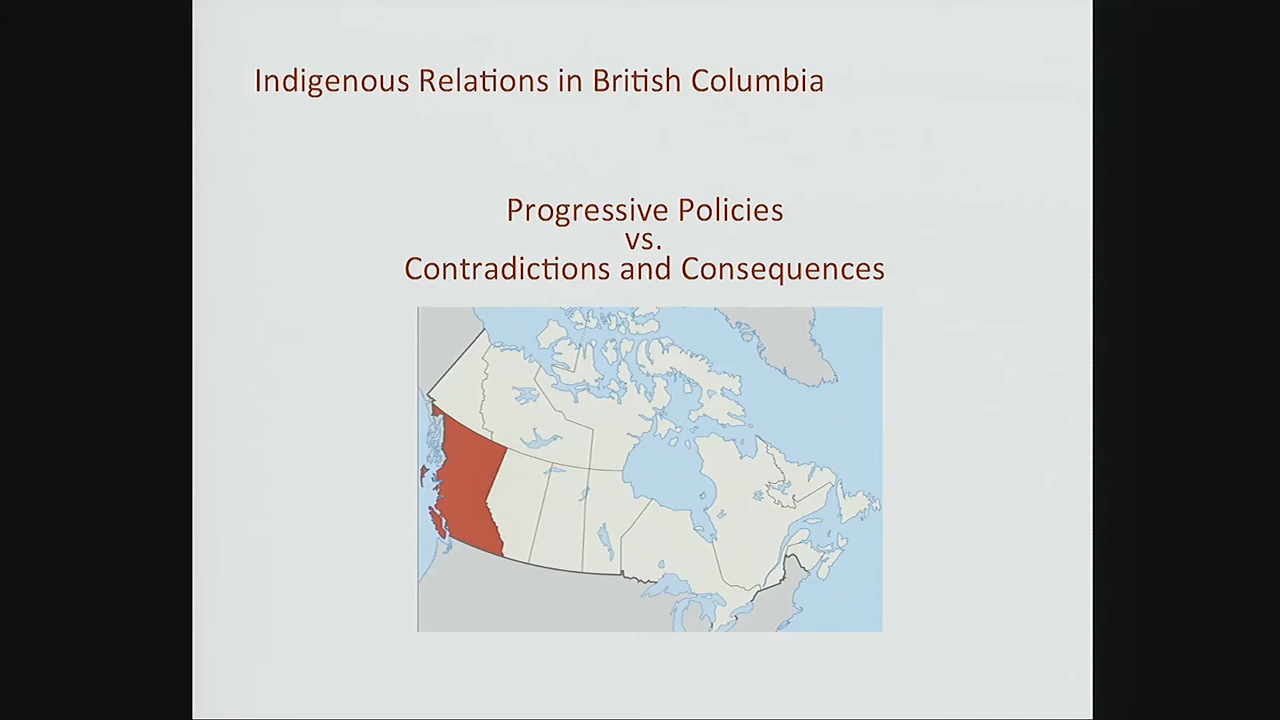 Indigenous Relations in British Columbia
Progressive Policies
vs.
Contradictions and Consequences